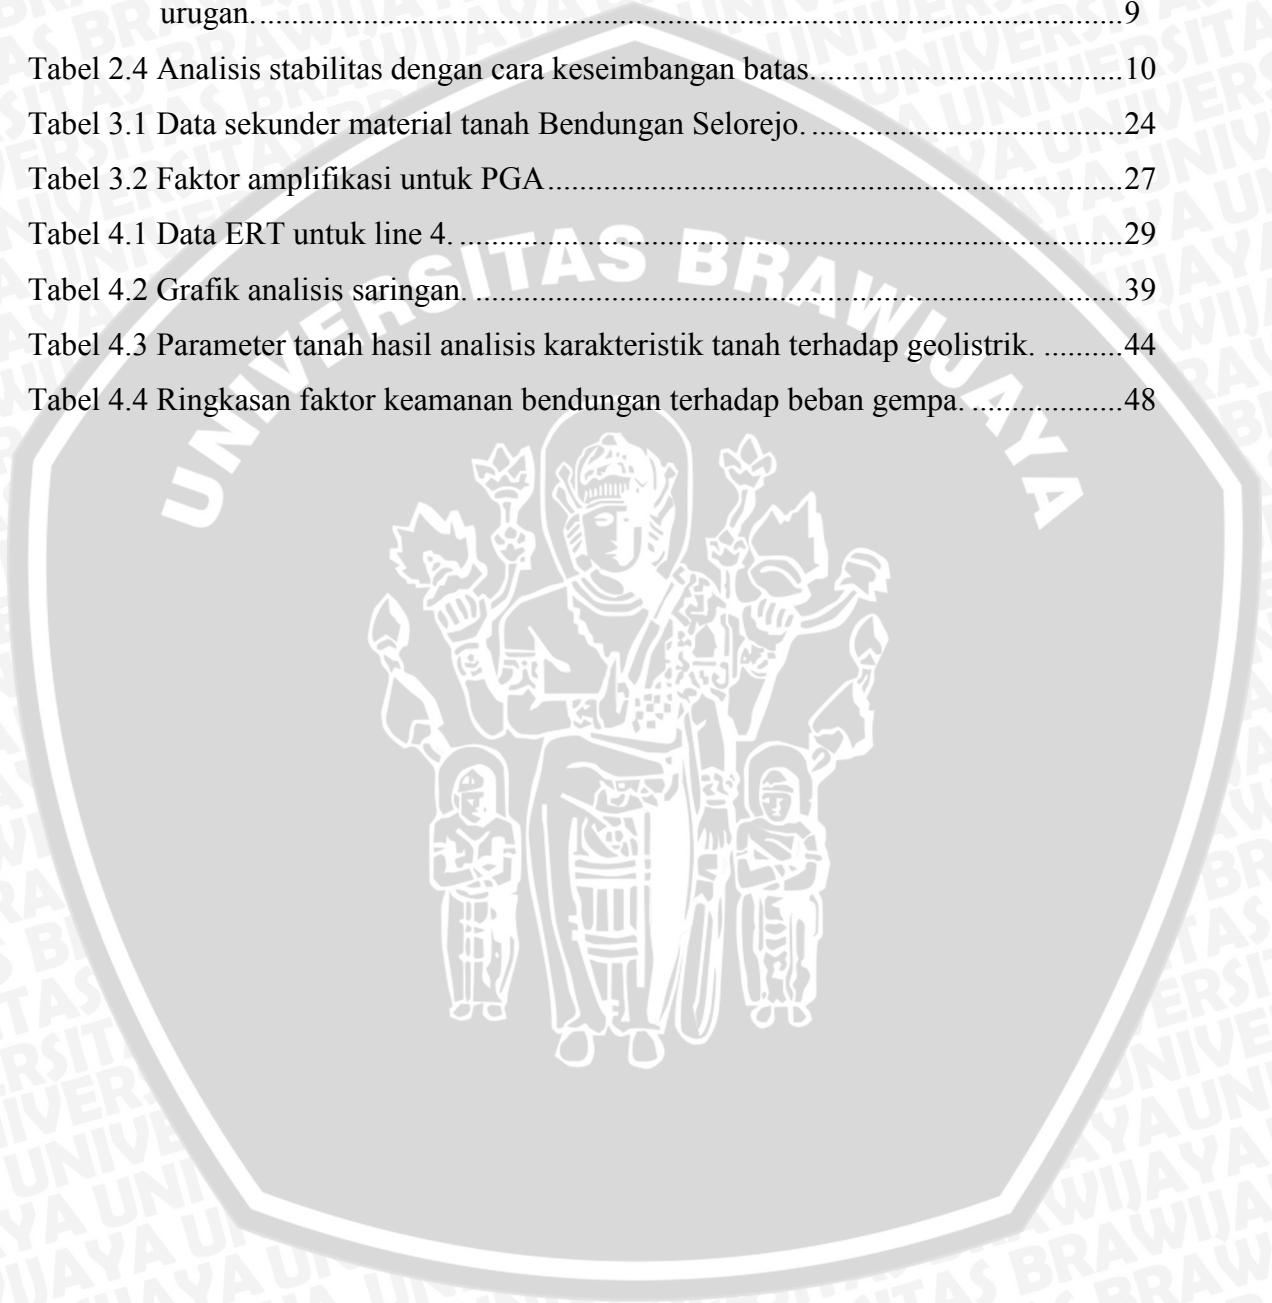 urugan. ............................................................................................................9
Tabel 2.4 Analisis stabilitas dengan cara keseimbangan batas. ......................................10
Tabel 3.1 Data sekunder material tanah Bendungan Selorejo. .......................................24
Tabel 3.2 Faktor amplifikasi untuk PGA ........................................................................27
Tabel 4.1 Data ERT untuk line 4. ...................................................................................29
Tabel 4.2 Grafik analisis saringan. .................................................................................39
Tabel 4.3 Parameter tanah hasil analisis karakteristik tanah terhadap geolistrik. ..........44
Tabel 4.4 Ringkasan faktor keamanan bendungan terhadap beban gempa. ...................48
UNIVERSITAS BRAWIJAYA